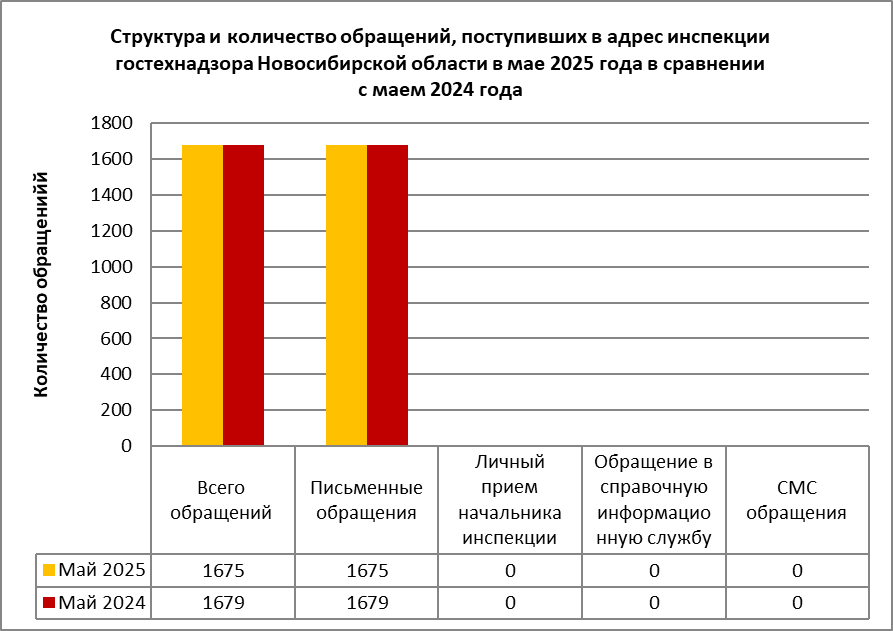 Структура и количество обращений, поступивших в адрес инспекции
гостехнадзора Новосибирской области в мае 2025 года в сравнении
с маем 2024 года
Количество обращенийй
1800
1600
1400
1200
1000
800
600
400
200
0
Всего
обращений
Письменные
обращения
Личный
прием
начальника
инспекции
Обращение в
справочную
информацио
нную службу
СМС
обращения
Май 2025 1675 1675 0 0 0
Май 2024 1679 1679 0 0 0